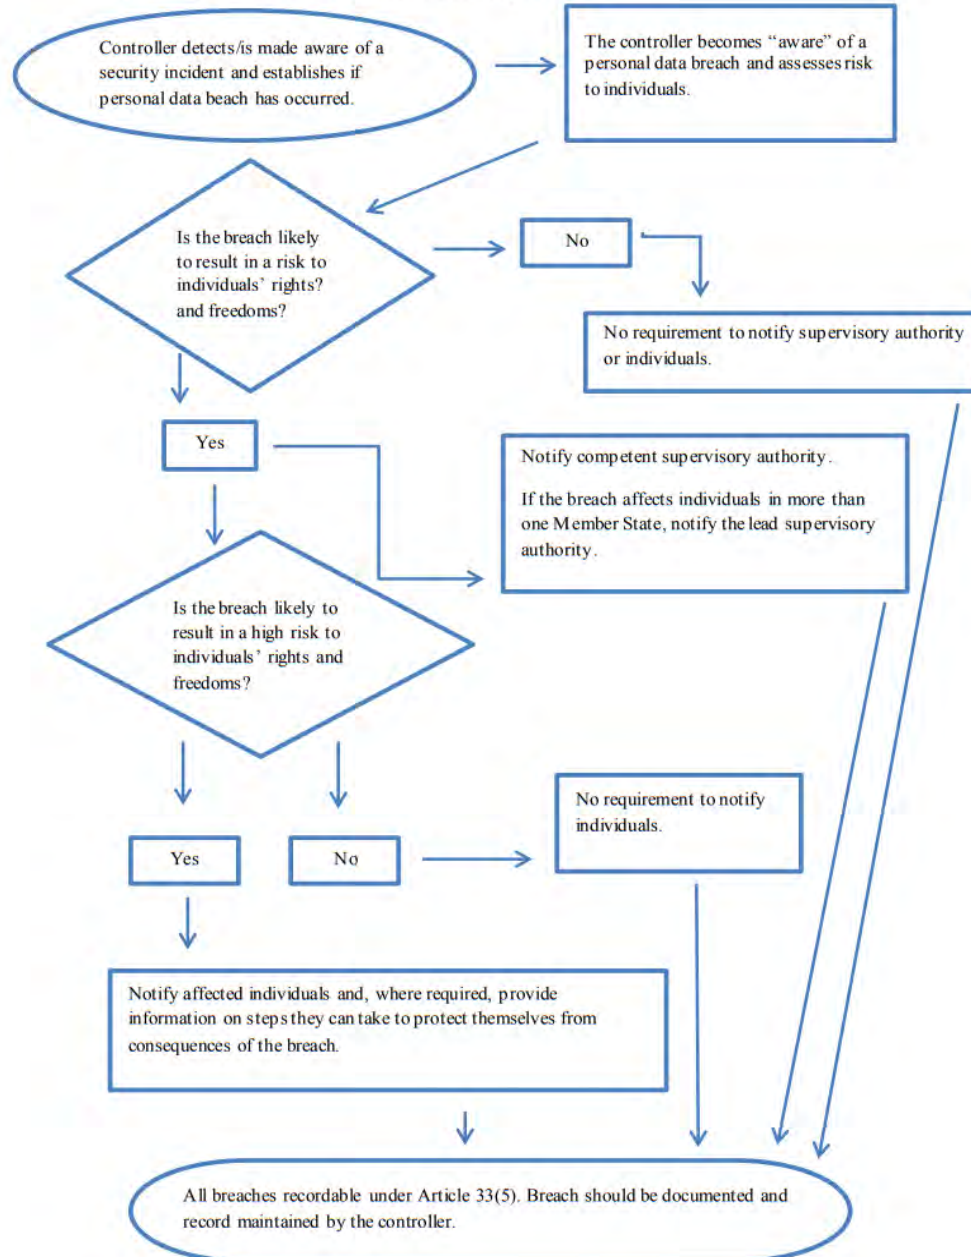 Controller detects/is made aware of a
security incident and establishes if
personal data beach has occurred.
The controller becomes “aware” of a
personal data breach and assesses risk
to individuals.
Is the breach likely
to result in a risk to
individuals’ rights?
and freedoms?
No
No requirement to notify supervisory authority
or individuals.
Yes
Notify competent supervisory authority.
If the breach affects individuals in more than
one Member State, notify the lead supervisory
authority.
Is the breach likely to
result in a high risk to
individuals’ rights and
freedoms?
Yes
No
No requirement to notify
individuals.
Notify affected individuals and, where required, provide
information on steps they can take to protect themselves from
consequences of the breach.
All breaches recordable under Article 33(5). Breach should be documented and
record maintained by the controller.